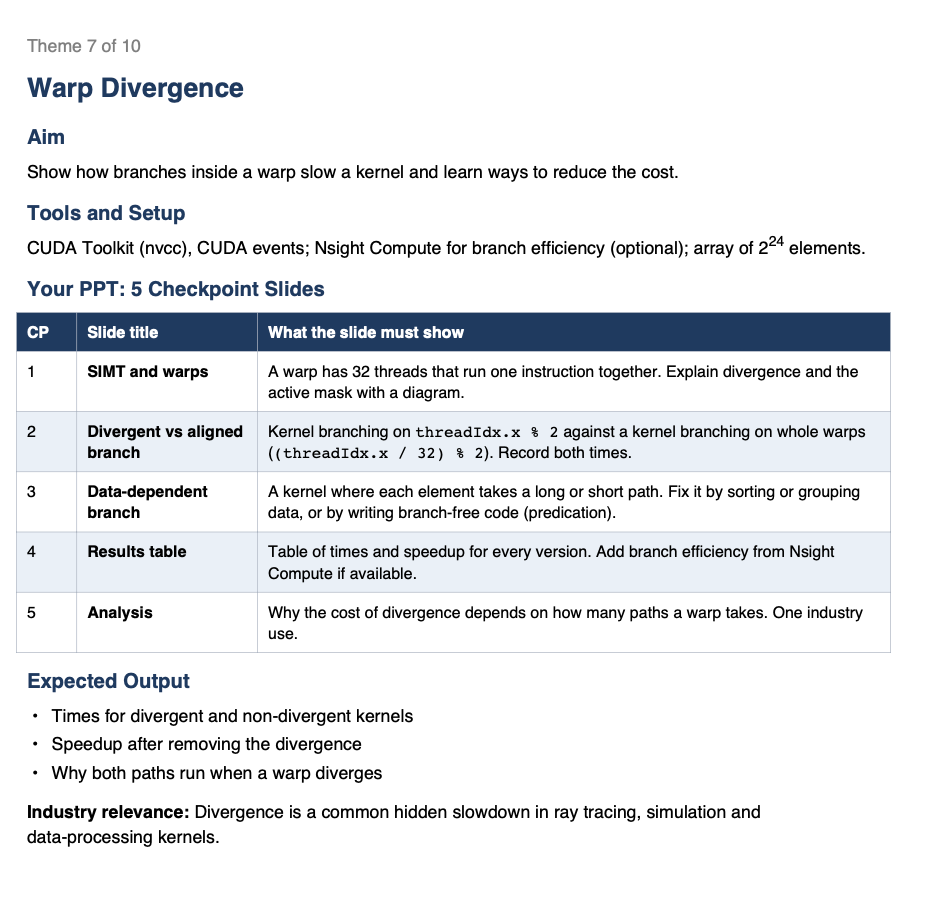 Theme 7 of 10
Warp Divergence
Aim
Show how branches inside a warp slow a kernel and learn ways to reduce the cost.
Tools and Setup
CUDA Toolkit (nvcc), CUDA events; Nsight Compute for branch efficiency (optional); array of 2^24 elements.
Your PPT: 5 Checkpoint Slides
CP Slide title What the slide must show
1 SIMT and warps A warp has 32 threads that run one instruction together. Explain divergence and the
active mask with a diagram.
2 Divergent vs aligned Kernel branching on threadIdx.x % 2 against a kernel branching on whole warps
branch ((threadIdx.x / 32) % 2). Record both times.
3 Data-dependent A kernel where each element takes a long or short path. Fix it by sorting or grouping
branch data, or by writing branch-free code (predication).
4 Results table Table of times and speedup for every version. Add branch efficiency from Nsight
Compute if available.
5 Analysis Why the cost of divergence depends on how many paths a warp takes. One industry
use.
Expected Output
• Times for divergent and non-divergent kernels
• Speedup after removing the divergence
• Why both paths run when a warp diverges
Industry relevance: Divergence is a common hidden slowdown in ray tracing, simulation and
data-processing kernels.